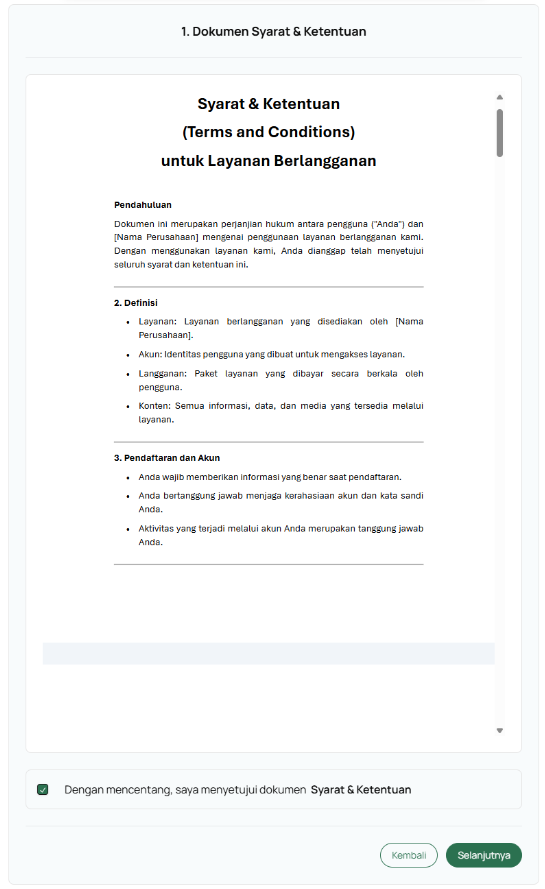 1. Dokumen Syarat & Ketentuan
Syarat & Ketentuan
(Terms and Conditions)
untuk Layanan Berlangganan
Pendahuluan
Dokumen ini merupakan perjanjian hukum antara pengguna ("Anda") dan
[Nama Perusahaan] mengenai penggunaan layanan berlangganan kami.
Dengan menggunakan layanan kami, Anda dianggap telah menyetujui
seluruh syarat dan ketentuan ini.
2. Definisi
• Layanan: Layanan berlangganan yang disediakan oleh [Nama
Perusahaan].
• Akun: Identitas pengguna yang dibuat untuk mengakses layanan.
• Langganan: Paket layanan yang dibayar secara berkala oleh
pengguna.
• Konten: Semua informasi, data, dan media yang tersedia melalui
layanan.
3. Pendaftaran dan Akun
• Anda wajib memberikan informasi yang benar saat pendaftaran.
• Anda bertanggung jawab menjaga kerahasiaan akun dan kata sandi
Anda.
• Aktivitas yang terjadi melalui akun Anda merupakan tanggung jawab
Anda.
Dengan mencentang, saya menyetujui dokumen Syarat & Ketentuan
Kembali
Selanjutnya